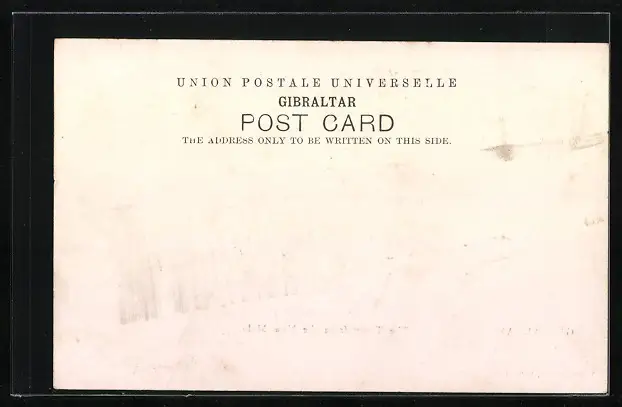 UNION POSTALE UNIVERSELLE
GIBRALTAR
POST CARD
THE ADDRESS ONLY TO BE WRITTEN ON THIS SIDE.